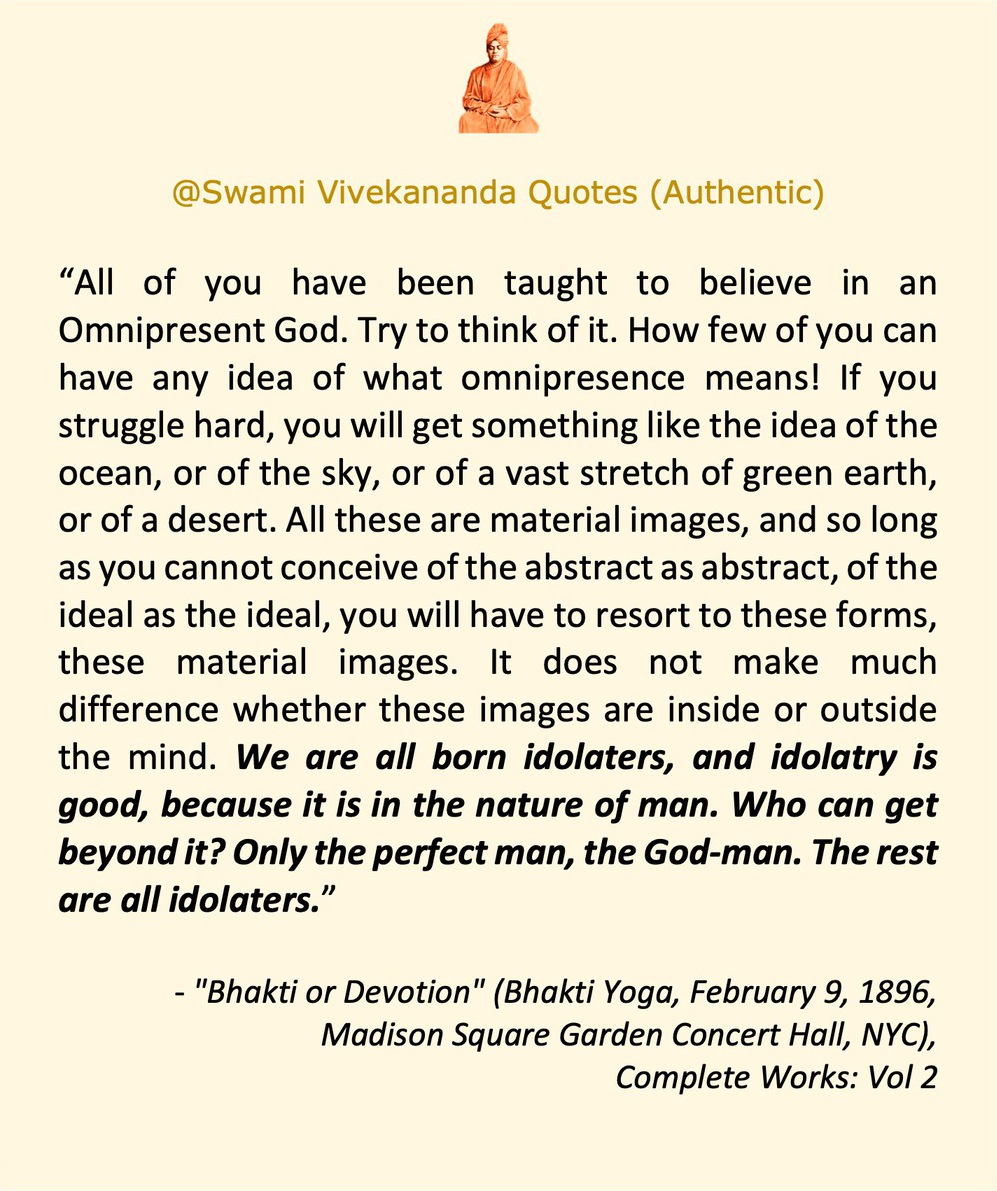 @Swami Vivekananda Quotes (Authentic)
“All of you have been taught to believe in an
Omnipresent God. Try to think of it. How few of you can
have any idea of what omnipresence means! If you
struggle hard, you will get something like the idea of the
ocean, or of the sky, or of a vast stretch of green earth,
or of a desert. All these are material images, and so long
as you cannot conceive of the abstract as abstract, of the
ideal as the ideal, you will have to resort to these forms,
these material images. It does not make much
difference whether these images are inside or outside
the mind. We are all born idolaters, and idolatry is
good, because it is in the nature of man. Who can get
beyond it? Only the perfect man, the God-man. The rest
are all idolaters.”
- "Bhakti or Devotion" (Bhakti Yoga, February 9, 1896,
Madison Square Garden Concert Hall, NYC),
Complete Works: Vol 2